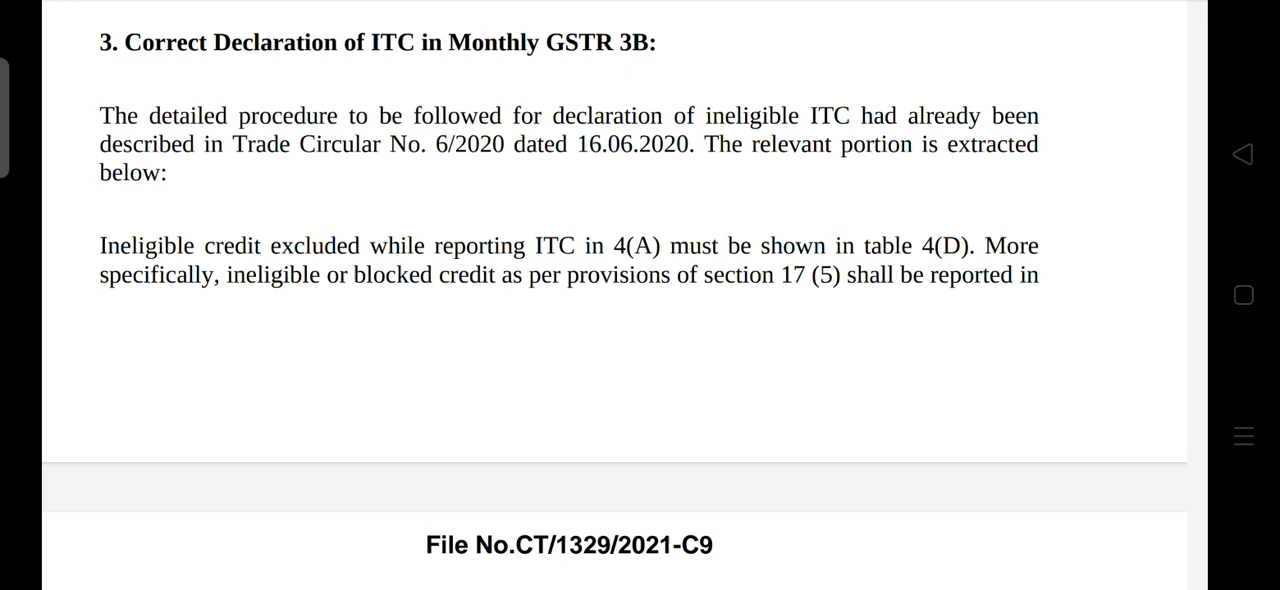 3. Correct Declaration of ITC in Monthly GSTR 3B:
The detailed procedure to be followed for declaration of ineligible ITC had already been
described in Trade Circular No. 6/2020 dated 16.06.2020. The relevant portion is extracted
below:
Ineligible credit excluded while reporting ITC in 4(A) must be shown in table 4(D). More
specifically, ineligible or blocked credit as per provisions of section 17 (5) shall be reported in
File No.CT/1329/2021-C9